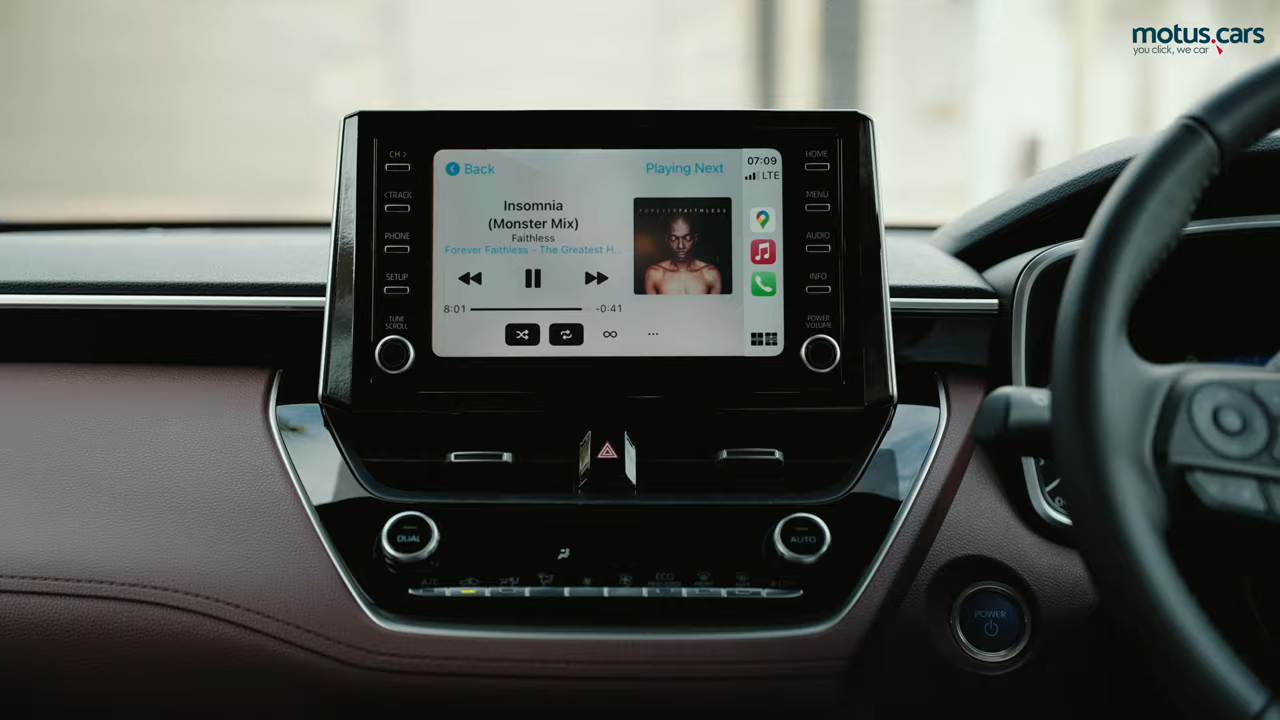 motus.cars
you click, we car
CH >
< TRACK
PHONE
SETUP
TUNE
SCROLL
Back
Playing Next
Insomnia
(Monster Mix)
Faithless
Forever Faithless – The Greatest H...
8:01
-0:41
FOREVERFAITHLESS
07:09
LTE
HOME
MENU
AUDIO
INFO
POWER
VOLUME
DUAL
AUTO
A/C
ECO
POWER